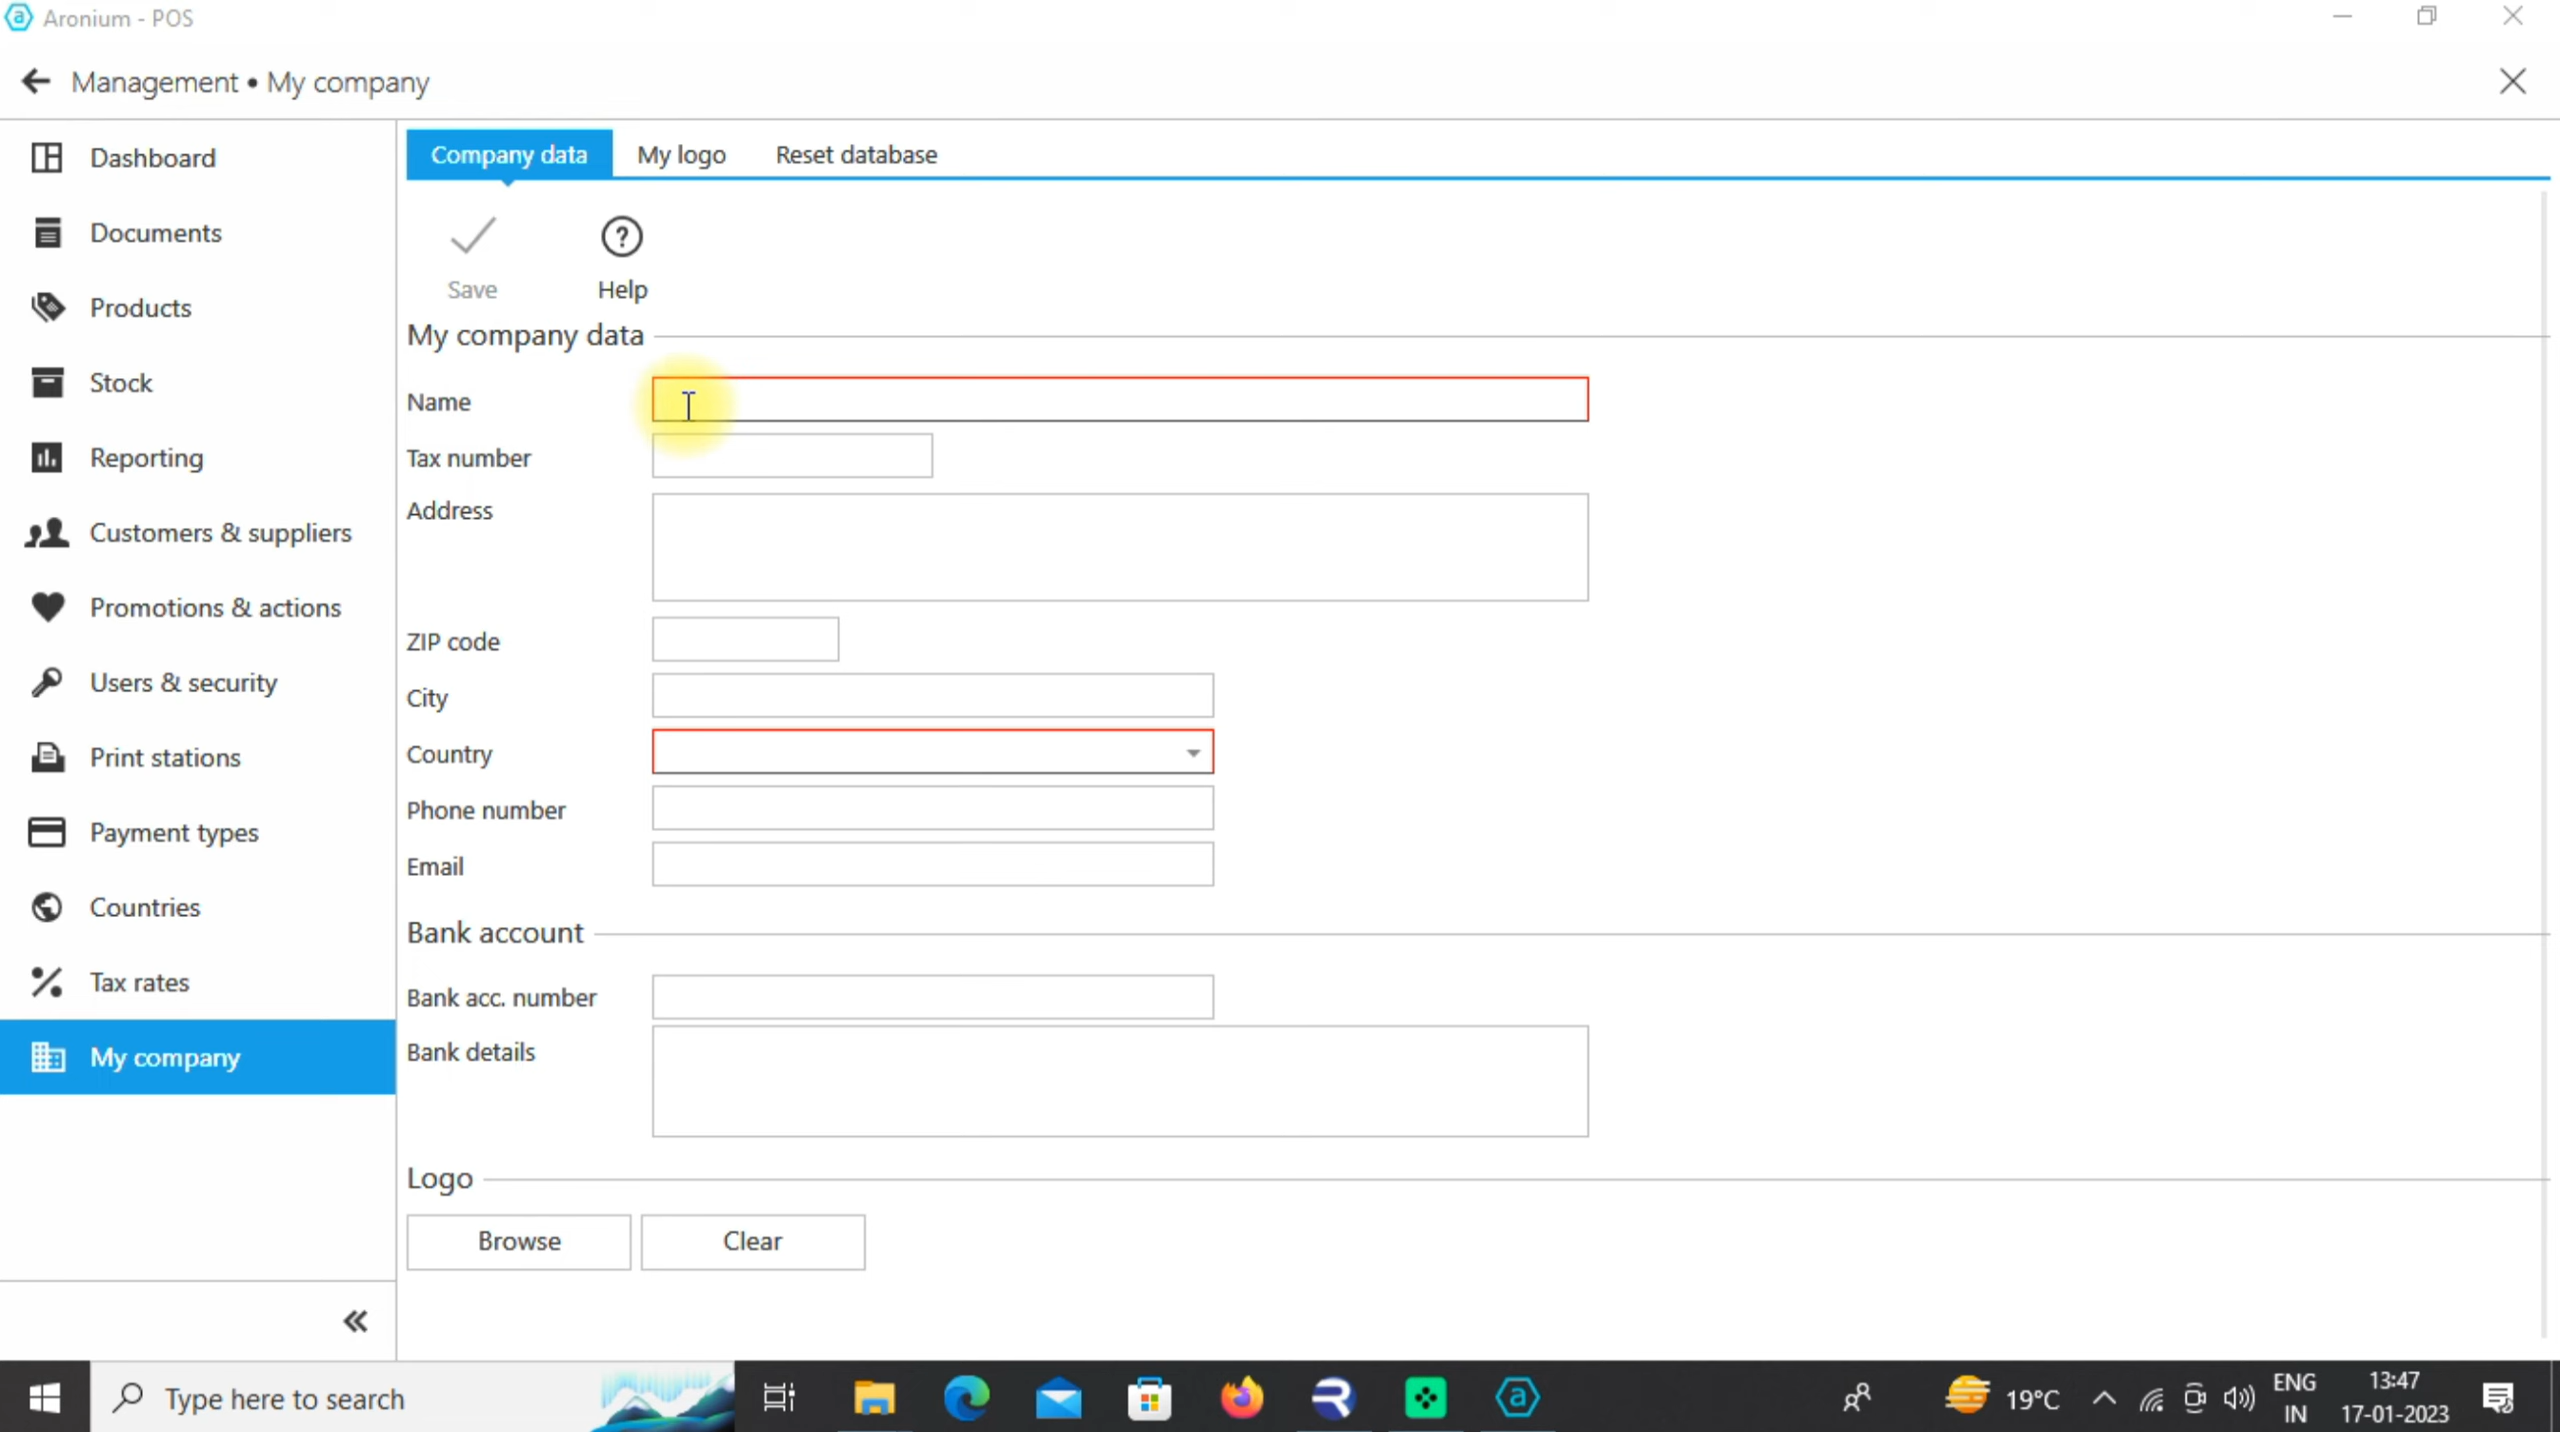 Aronium - POS
Management • My company
Dashboard
Documents
Products
Stock
Reporting
Customers & suppliers
Promotions & actions
Users & security
Print stations
Payment types
Countries
Tax rates
My company
Company data My logo Reset database
Save Help
My company data
Name
Tax number
Address
ZIP code
City
Country
Phone number
Email
Bank account
Bank acc. number
Bank details
Logo
Browse Clear
Type here to search
19°C
ENG
IN
13:47
17-01-2023